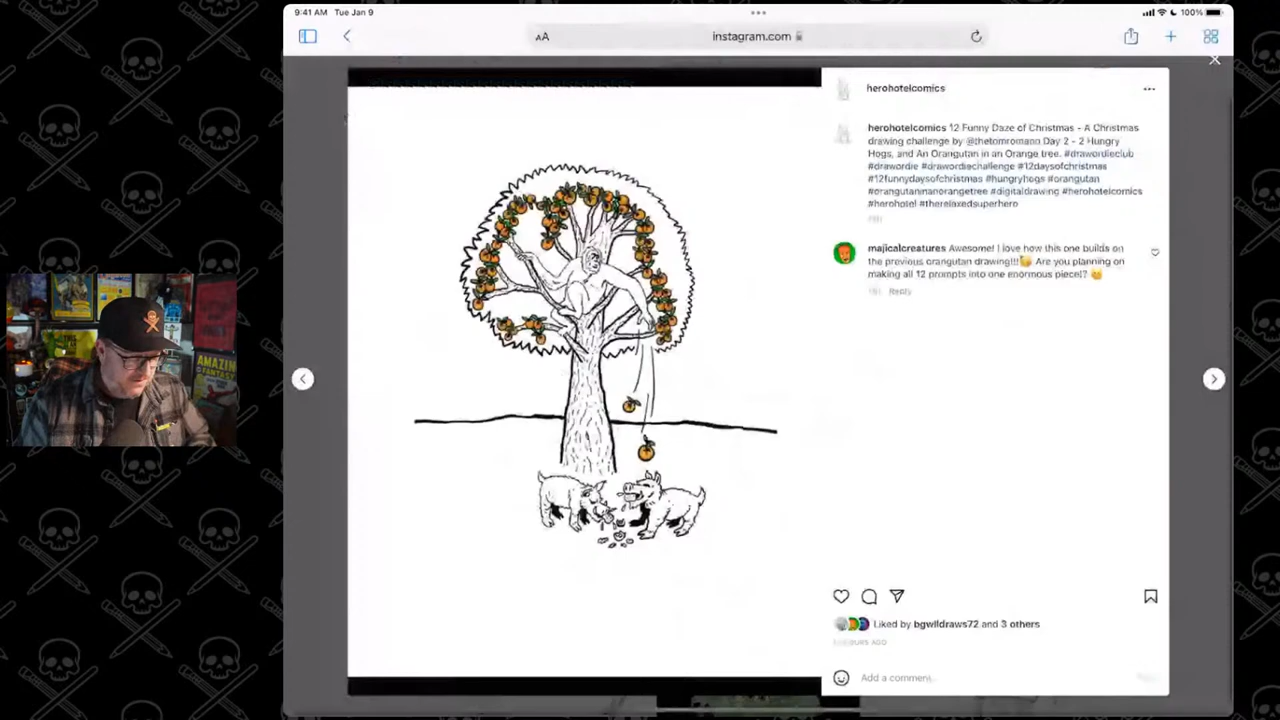 9:41 AM Tue Jan 9
100%
AA
instagram.com
herohotelcomics
herohotelcomics 12 Funny Daze of Christmas - A Christmas
drawing challenge by @thetomromano Day 2 - 2 Hungry
Hogs, and An Orangutan in an Orange tree. #drawordieclub
#drawordie #drawordiechallenge #12daysofchristmas
#12funnydaysofchristmas #hungryhogs #orangutan
#orangutaninanorangetree #digitaldrawing #herohotelcomics
#herohotel #therelaxedsuperhero
majicalcreatures Awesome! I love how this one builds on
the previous orangutan drawing!!! Are you planning on
making all 12 prompts into one enormous piece!?
Reply
AMAZING
FANTASY
Liked by bgwildraws72 and 3 others
AGO
Add a comment...